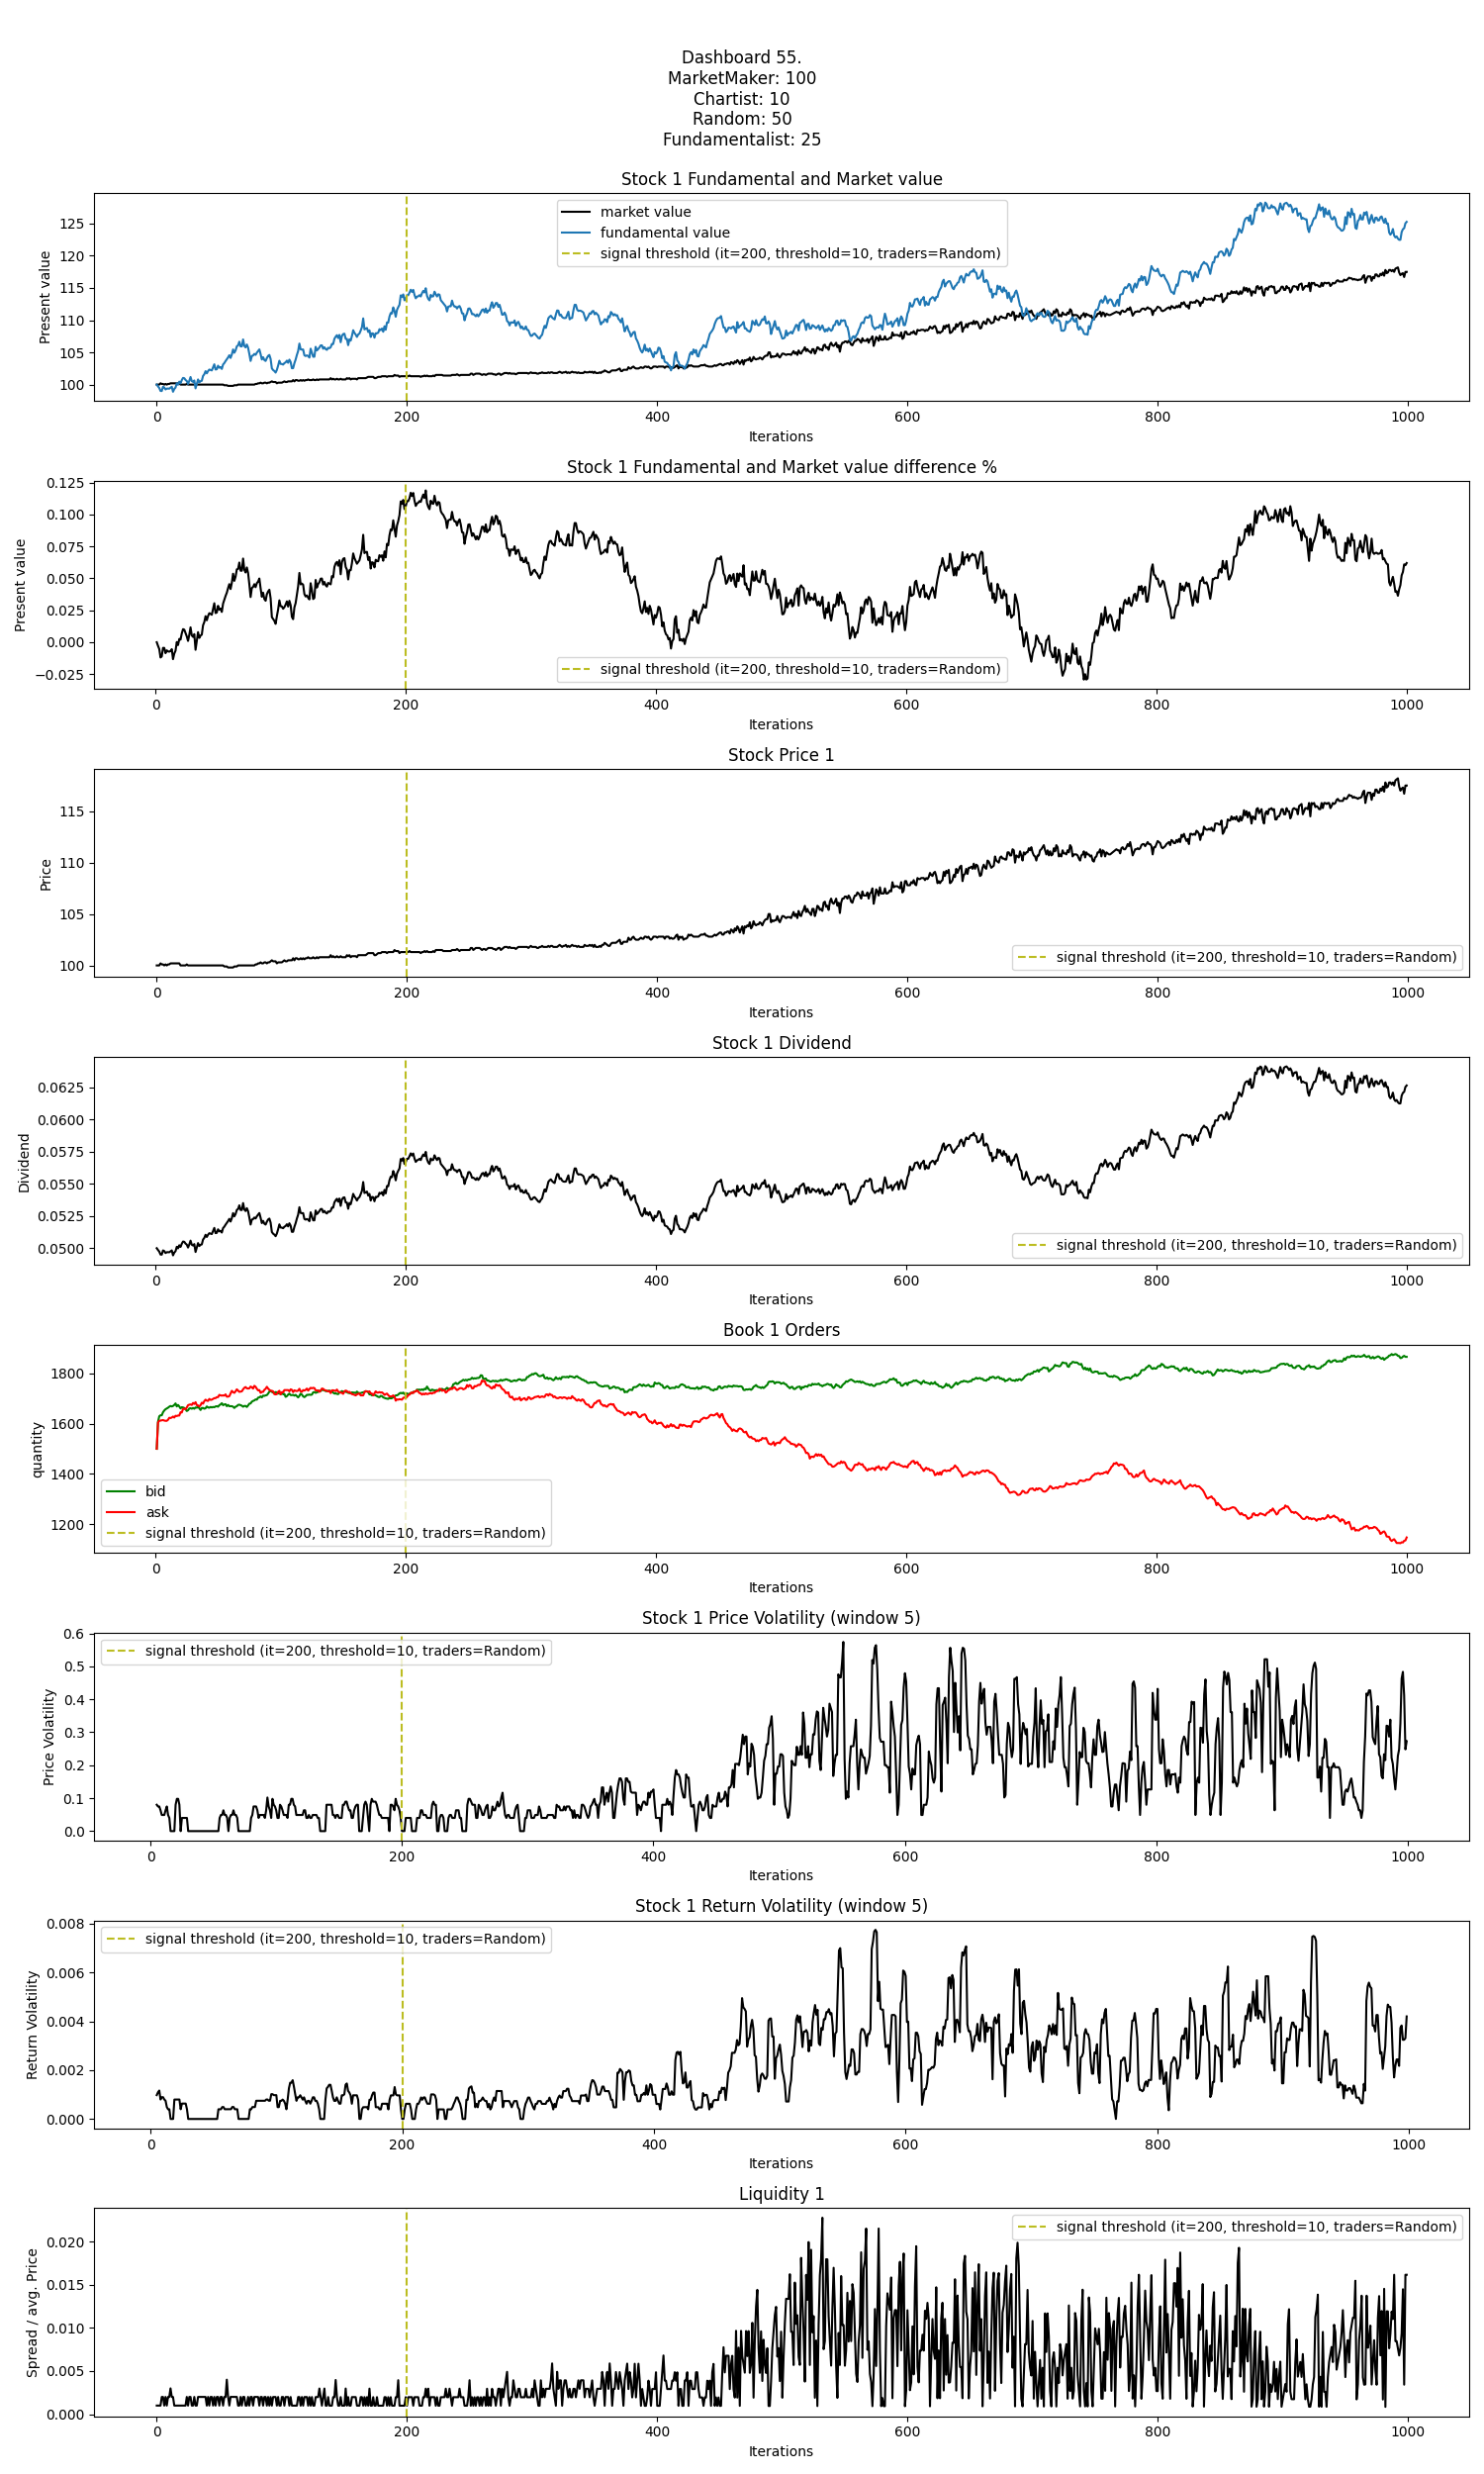 Dashboard 55.
MarketMaker: 100
Chartist: 10
Random: 50
Fundamentalist: 25
Stock 1 Fundamental and Market value
market value
fundamental value
signal threshold (it=200, threshold=10, traders=Random)
Present value
125
120
115
110
105
100
0 200 400 600 800 1000
Iterations
Stock 1 Fundamental and Market value difference %
Present value
0.125
0.100
0.075
0.050
0.025
0.000
−0.025
signal threshold (it=200, threshold=10, traders=Random)
0 200 400 600 800 1000
Iterations
Stock Price 1
Price
115
110
105
100
signal threshold (it=200, threshold=10, traders=Random)
0 200 400 600 800 1000
Iterations
Stock 1 Dividend
Dividend
0.0625
0.0600
0.0575
0.0550
0.0525
0.0500
signal threshold (it=200, threshold=10, traders=Random)
0 200 400 600 800 1000
Iterations
Book 1 Orders
quantity
1800
1600
1400
1200
bid
ask
signal threshold (it=200, threshold=10, traders=Random)
0 200 400 600 800 1000
Iterations
Stock 1 Price Volatility (window 5)
signal threshold (it=200, threshold=10, traders=Random)
Price Volatility
0.6
0.5
0.4
0.3
0.2
0.1
0.0
0 200 400 600 800 1000
Iterations
Stock 1 Return Volatility (window 5)
signal threshold (it=200, threshold=10, traders=Random)
Return Volatility
0.008
0.006
0.004
0.002
0.000
0 200 400 600 800 1000
Iterations
Liquidity 1
signal threshold (it=200, threshold=10, traders=Random)
Spread / avg. Price
0.020
0.015
0.010
0.005
0.000
0 200 400 600 800 1000
Iterations